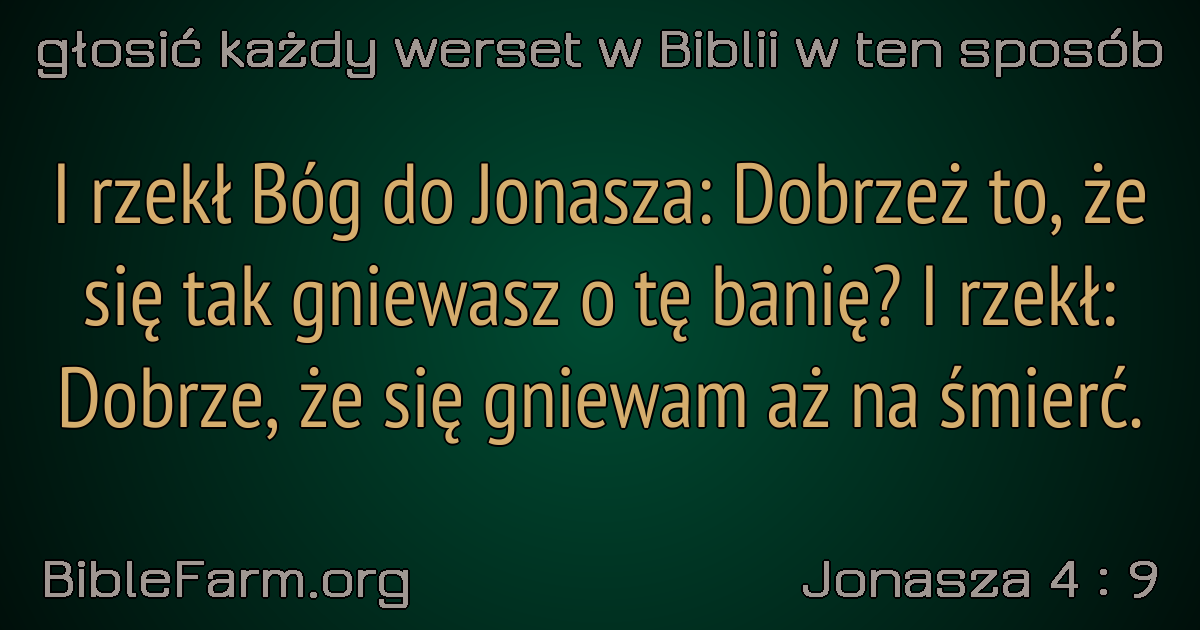 głosić każdy werset w Biblii w ten sposób
I rzekł Bóg do Jonasza: Dobrzeż to, że
się tak gniewasz o tę banię? I rzekł:
Dobrze, że się gniewam aż na śmierć.
BibleFarm.org
Jonasza 4 : 9